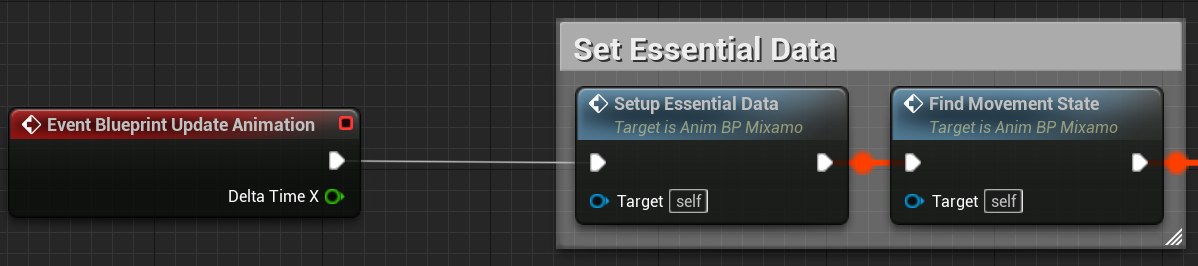 Set Essential Data
Event Blueprint Update Animation
Delta Time X
Setup Essential Data
Target is Anim BP Mixamo
Target self
Find Movement State
Target is Anim BP Mixamo
Target self